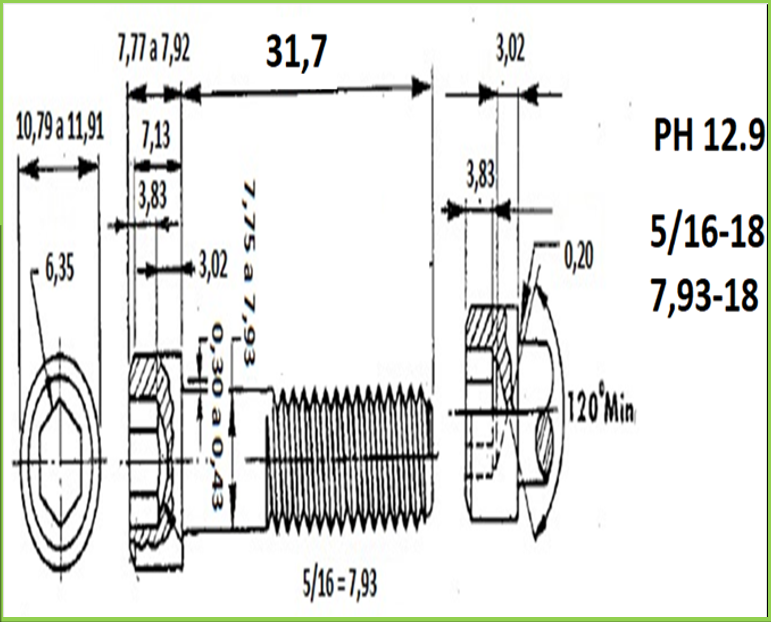 7,77 a 7,92
31,7
3,02
10,79 a 11,91
7,13
PH 12.9
3,83
3,83
5/16-18
6,35
3,02
7,75 a 7,93
0,20
7,93-18
0,30 a 0,43
120° Min
5/16 = 7,93